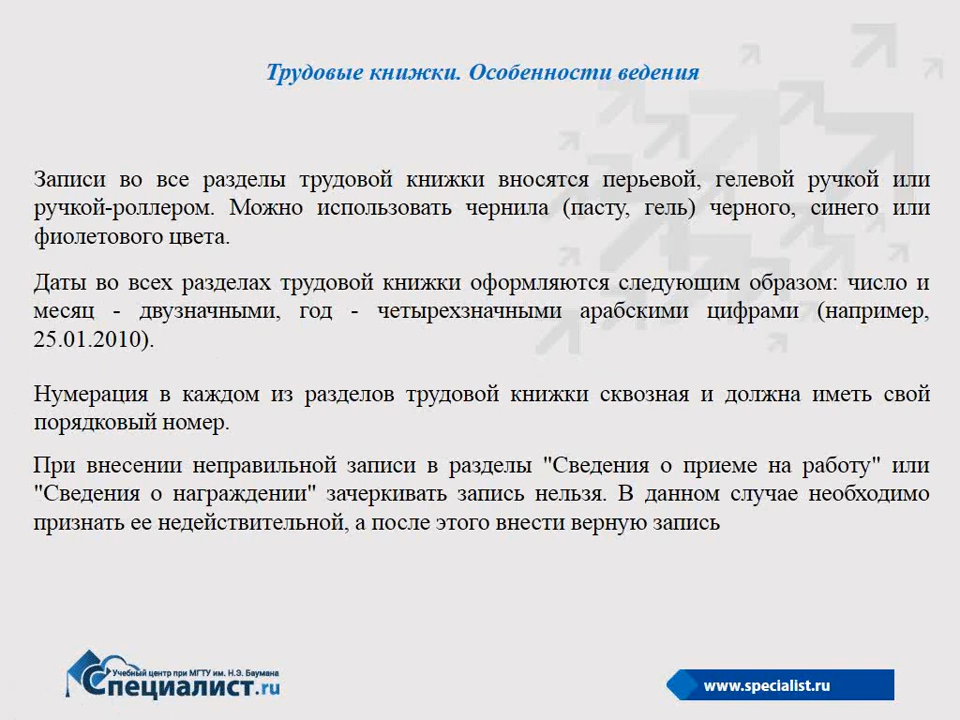 Трудовые книжки. Особенности ведения
Записи во все разделы трудовой книжки вносятся перьевой, гелевой ручкой или
ручкой-роллером. Можно использовать чернила (пасту, гель) черного, синего или
фиолетового цвета.
Даты во всех разделах трудовой книжки оформляются следующим образом: число и
месяц - двузначными, год - четырехзначными арабскими цифрами (например,
25.01.2010).
Нумерация в каждом из разделов трудовой книжки сквозная и должна иметь свой
порядковый номер.
При внесении неправильной записи в разделы "Сведения о приеме на работу" или
"Сведения о награждении" зачеркивать запись нельзя. В данном случае необходимо
признать ее недействительной, а после этого внести верную запись
Учебный центр при МГТУ им. Н.Э. Баумана
Специалист.ru
www.specialist.ru